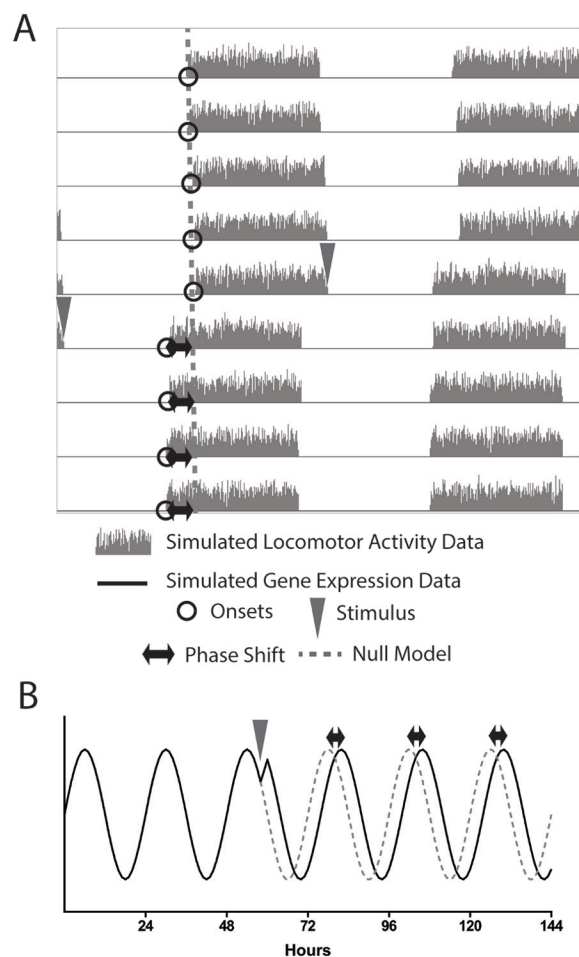 A
Simulated Locomotor Activity Data
Simulated Gene Expression Data
Onsets Stimulus
Phase Shift Null Model
B
24 48 72 96 120 144
Hours